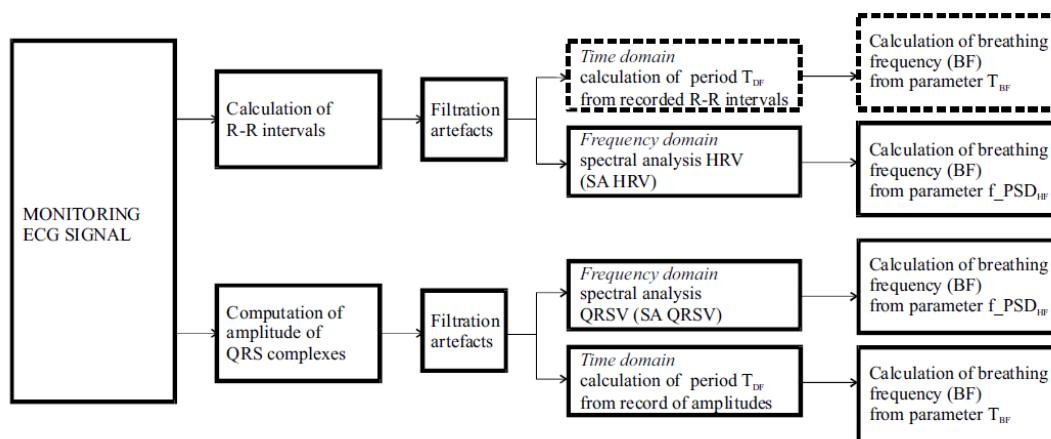 MONITORING
ECG SIGNAL
Calculation of
R-R intervals
Filtration
artefacts
Time domain
calculation of period T_DF
from recorded R-R intervals
Calculation of breathing
frequency (BF)
from parameter T_BF
Frequency domain
spectral analysis HRV
(SA HRV)
Calculation of breathing
frequency (BF)
from parameter f_PSD_HF
Computation of
amplitude of
QRS complexes
Filtration
artefacts
Frequency domain
spectral analysis
QRSV (SA QRSV)
Calculation of breathing
frequency (BF)
from parameter f_PSD_HF
Time domain
calculation of period T_DF
from record of amplitudes
Calculation of breathing
frequency (BF)
from parameter T_BF